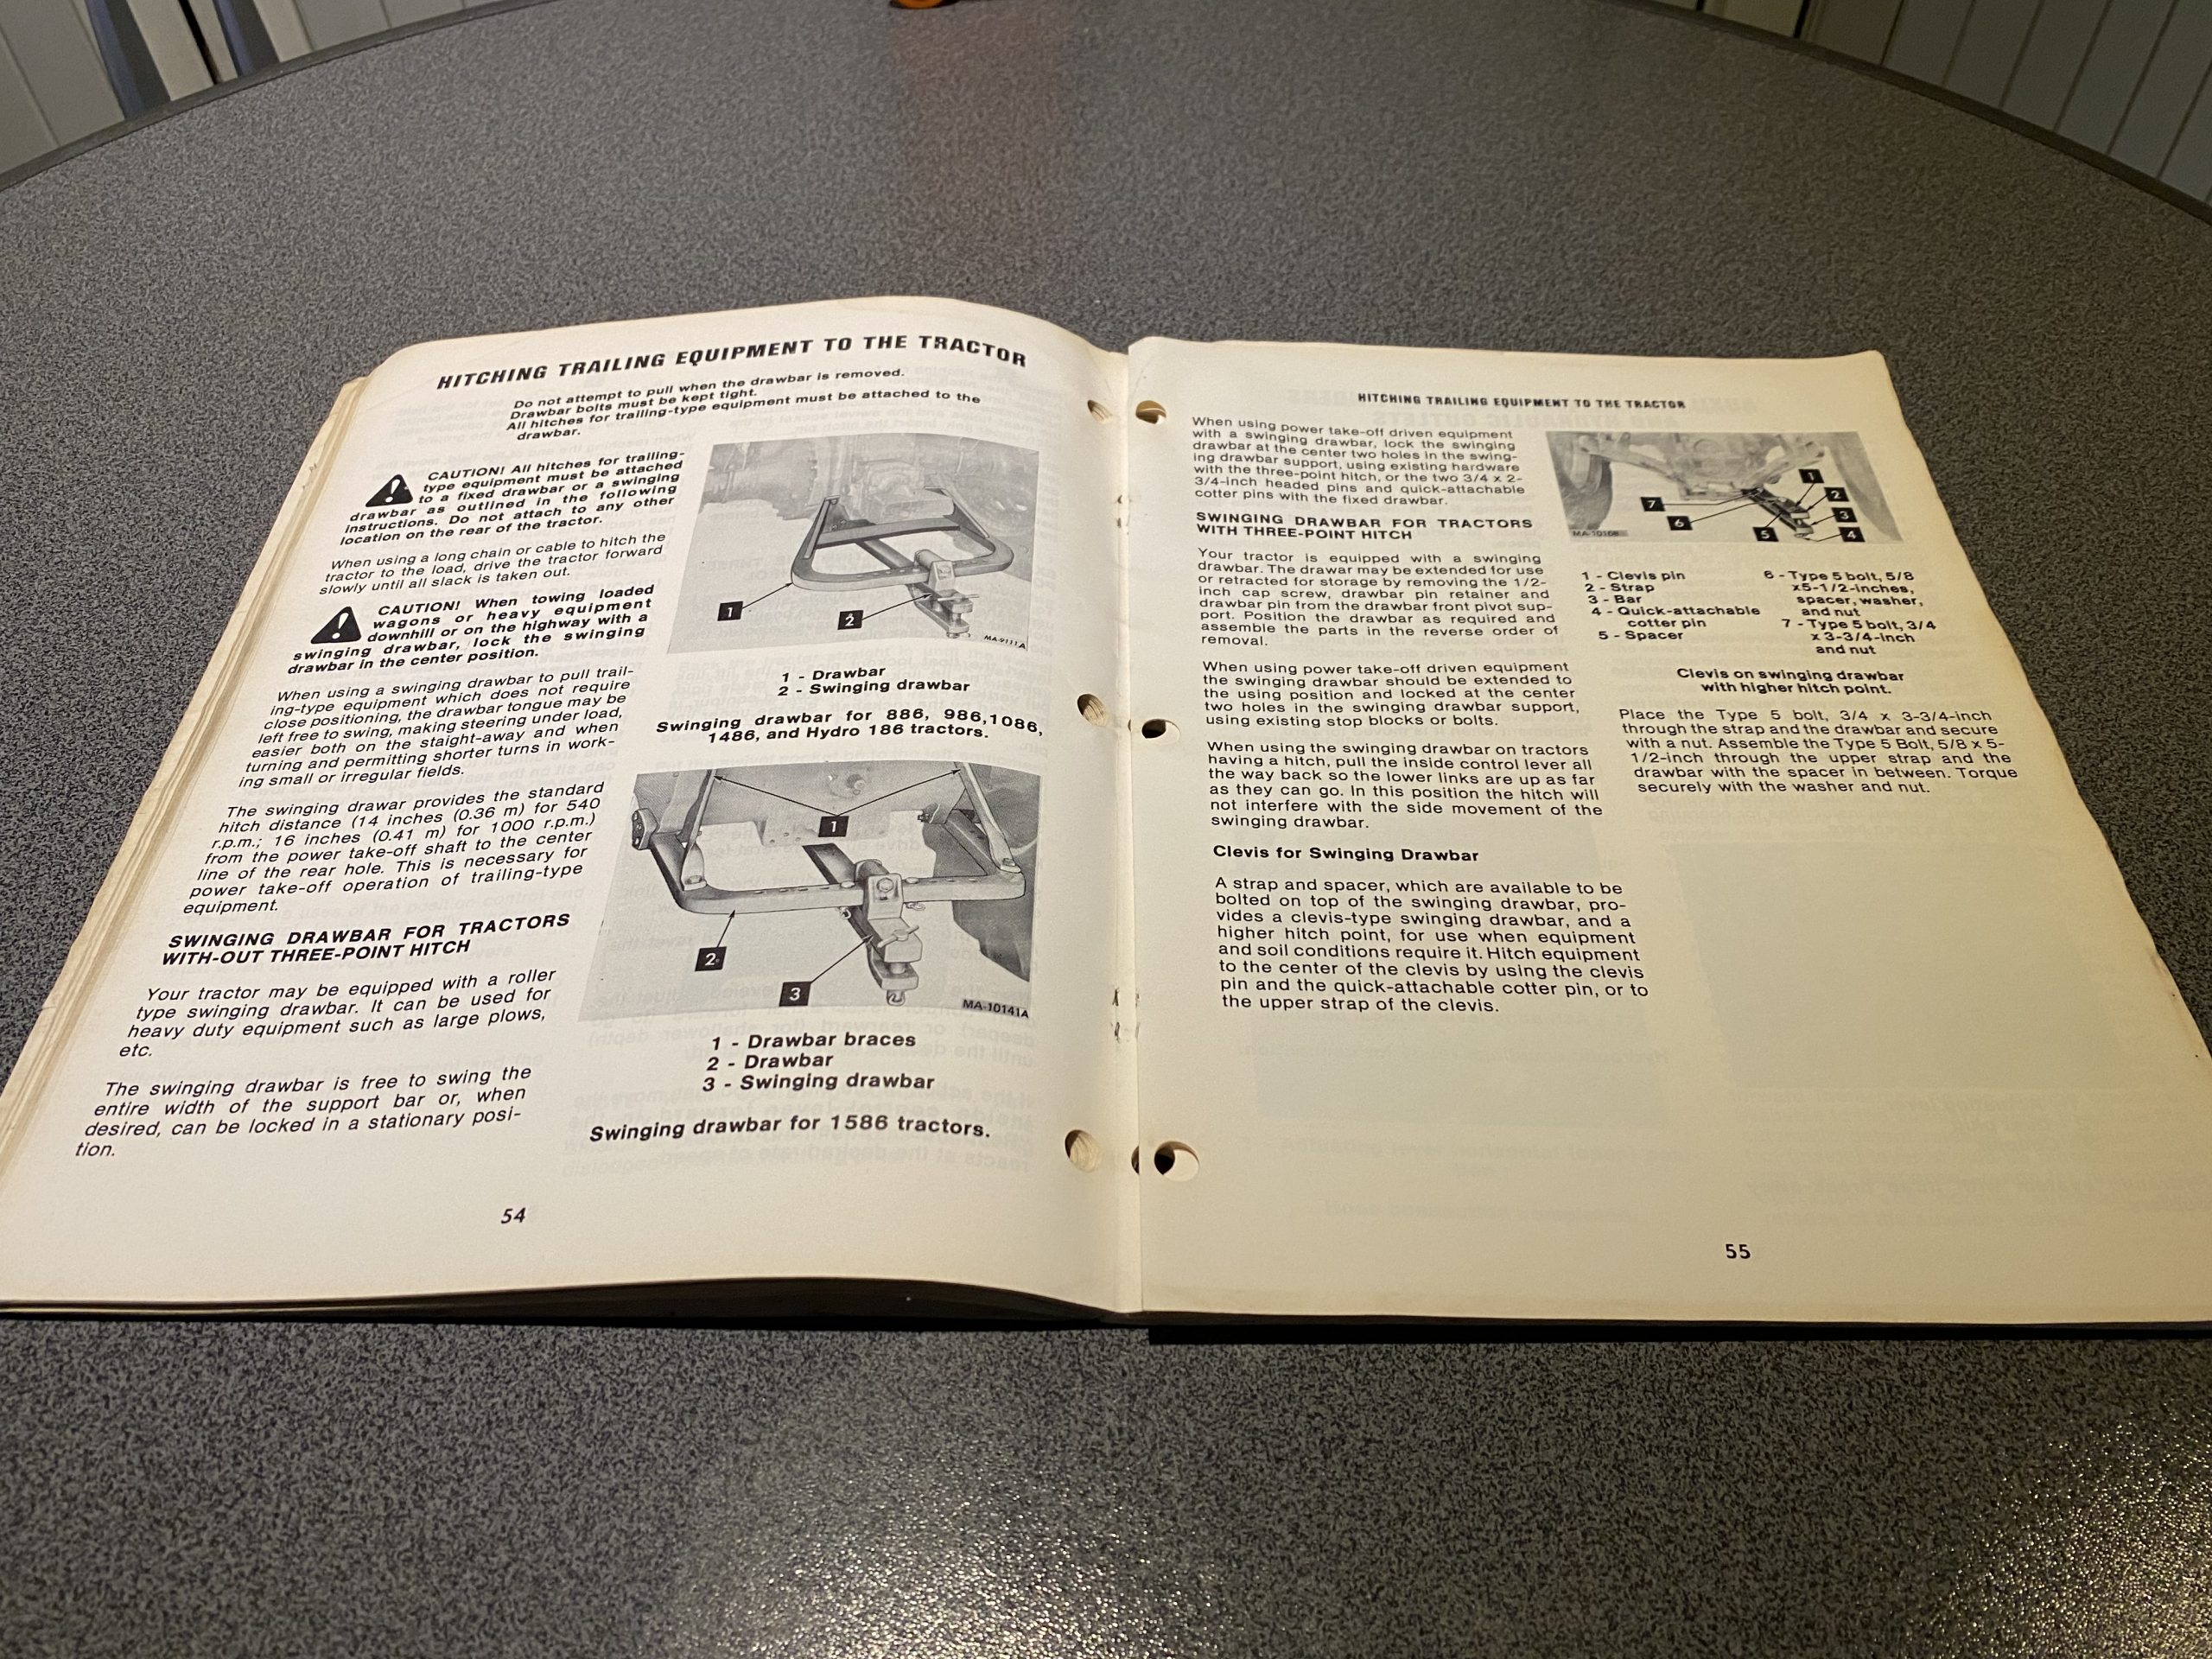 HITCHING TRAILING EQUIPMENT TO THE TRACTOR
Do not attempt to pull when the drawbar is removed.
Drawbar bolts must be kept tight.
All hitches for trailing-type equipment must be attached to the
drawbar.
CAUTION! All hitches for trailing-
type equipment must be attached
to a fixed drawbar or a swinging
drawbar as outlined in the following
instructions. Do not attach to any other
location on the rear of the tractor.
When using a long chain or cable to hitch the
tractor to the load, drive the tractor forward
slowly until all slack is taken out.
CAUTION! When towing loaded
wagons or heavy equipment
downhill or on the highway with a
swinging drawbar, lock the swinging
drawbar in the center position.
When using a swinging drawbar to pull trail-
ing-type equipment which does not require
close positioning, the drawbar tongue may be
left free to swing, making steering under load,
easier both on the staight-away and when
turning and permitting shorter turns in work-
ing small or irregular fields.
The swinging drawar provides the standard
hitch distance (14 inches (0.36 m) for 540
r.p.m.; 16 inches (0.41 m) for 1000 r.p.m.)
from the power take-off shaft to the center
line of the rear hole. This is necessary for
power take-off operation of trailing-type
equipment.
SWINGING DRAWBAR FOR TRACTORS
WITH-OUT THREE-POINT HITCH
Your tractor may be equipped with a roller
type swinging drawbar. It can be used for
heavy duty equipment such as large plows,
etc.
The swinging drawbar is free to swing the
entire width of the support bar or, when
desired, can be locked in a stationary posi-
tion.
1
2
MA-9111A
1 - Drawbar
2 - Swinging drawbar
Swinging drawbar for 886, 986,1086,
1486, and Hydro 186 tractors.
1
2
3
MA-10141A
1 - Drawbar braces
2 - Drawbar
3 - Swinging drawbar
Swinging drawbar for 1586 tractors.
54
HITCHING TRAILING EQUIPMENT TO THE TRACTOR
When using power take-off driven equipment
with a swinging drawbar, lock the swinging
drawbar at the center two holes in the swing-
ing drawbar support, using existing hardware
with the three-point hitch, or the two 3/4 x 2-
3/4-inch headed pins and quick-attachable
cotter pins with the fixed drawbar.
SWINGING DRAWBAR FOR TRACTORS
WITH THREE-POINT HITCH
Your tractor is equipped with a swinging
drawbar. The drawar may be extended for use
or retracted for storage by removing the 1/2-
inch cap screw, drawbar pin retainer and
drawbar pin from the drawbar front pivot sup-
port. Position the drawbar as required and
assemble the parts in the reverse order of
removal.
When using power take-off driven equipment
the swinging drawbar should be extended to
the using position and locked at the center
two holes in the swinging drawbar support,
using existing stop blocks or bolts.
When using the swinging drawbar on tractors
having a hitch, pull the inside control lever all
the way back so the lower links are up as far
as they can go. In this position the hitch will
not interfere with the side movement of the
swinging drawbar.
Clevis for Swinging Drawbar
A strap and spacer, which are available to be
bolted on top of the swinging drawbar, pro-
vides a clevis-type swinging drawbar, and a
higher hitch point, for use when equipment
and soil conditions require it. Hitch equipment
to the center of the clevis by using the clevis
pin and the quick-attachable cotter pin, or to
the upper strap of the clevis.
1
2
3
4
5
6
7
1 - Clevis pin
2 - Strap
3 - Bar
4 - Quick-attachable
cotter pin
5 - Spacer
6 - Type 5 bolt, 5/8
x5-1/2-inches,
spacer, washer,
and nut
7 - Type 5 bolt, 3/4
x 3-3/4-inch
and nut
Clevis on swinging drawbar
with higher hitch point.
Place the Type 5 bolt, 3/4 x 3-3/4-inch
through the strap and the drawbar and secure
with a nut. Assemble the Type 5 Bolt, 5/8 x 5-
1/2-inch through the upper strap and the
drawbar with the spacer in between. Torque
securely with the washer and nut.
55